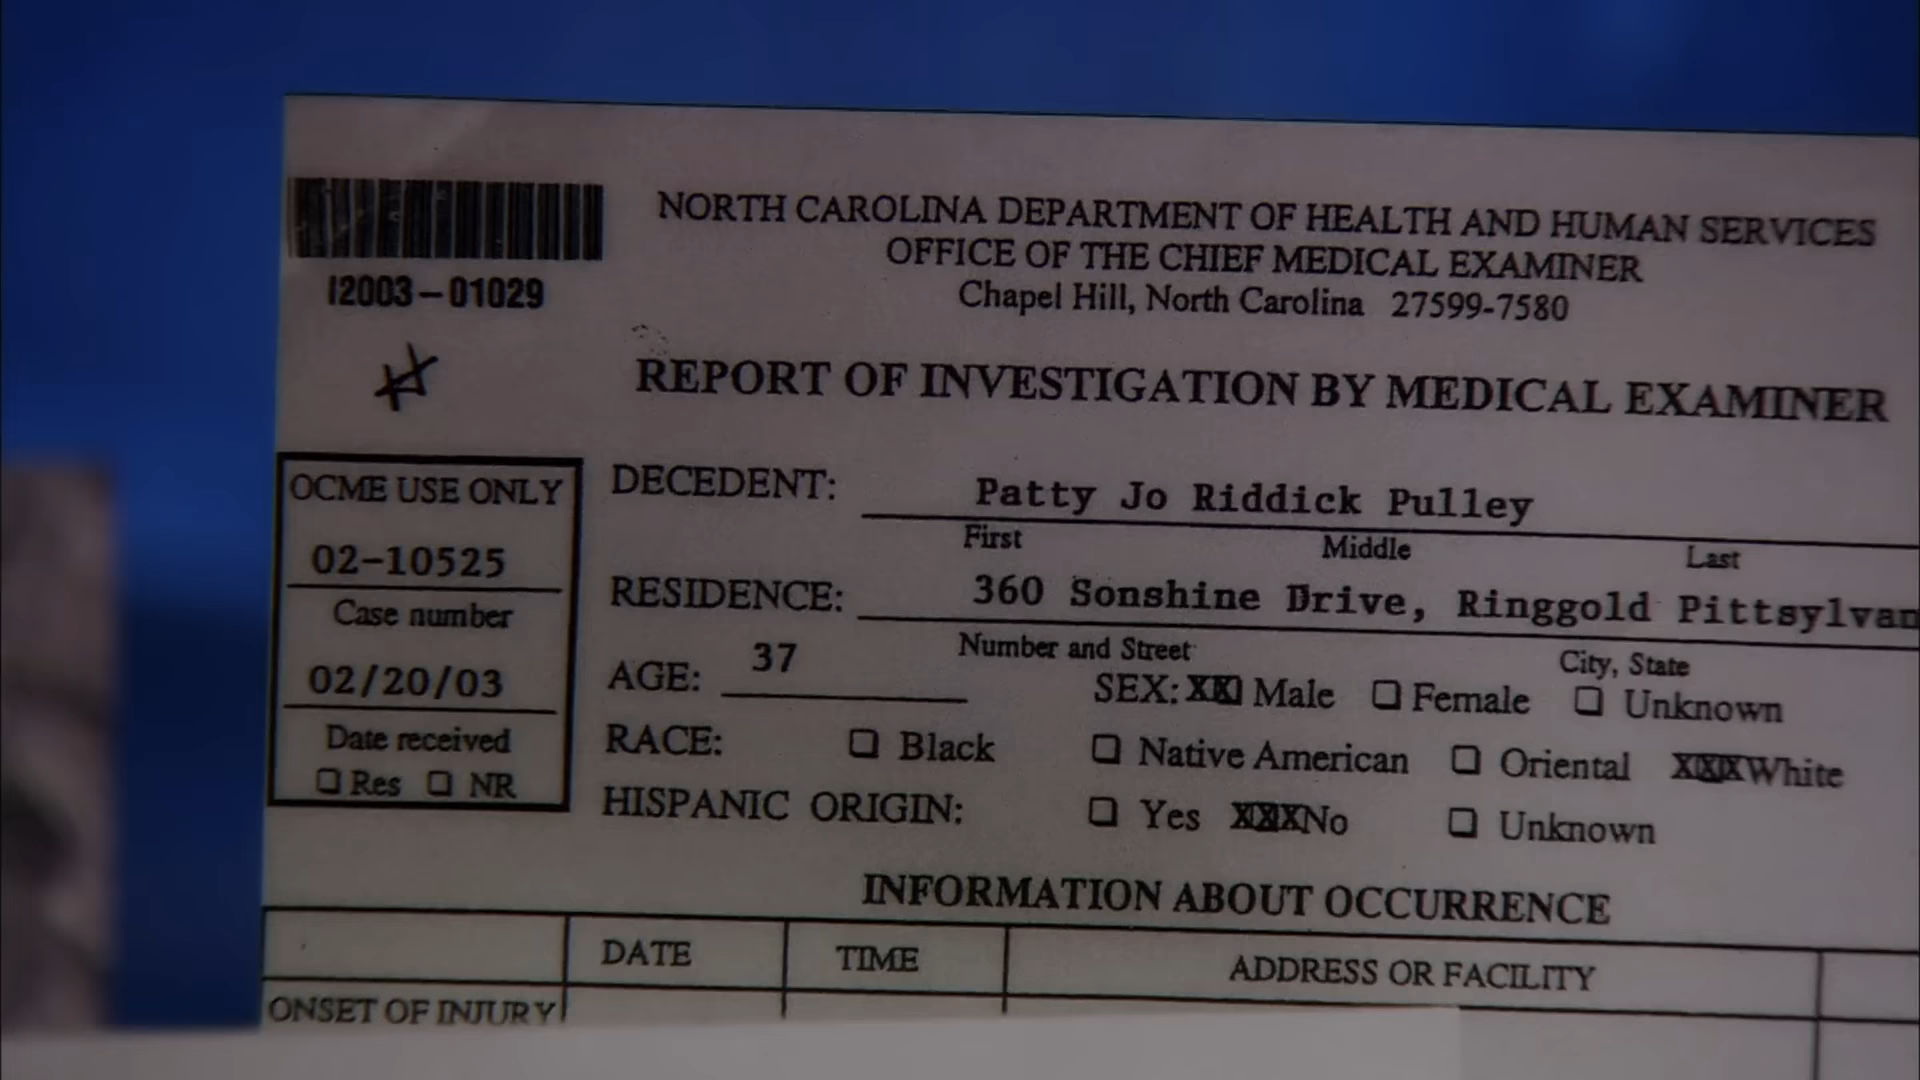 NORTH CAROLINA DEPARTMENT OF HEALTH AND HUMAN SERVICES
OFFICE OF THE CHIEF MEDICAL EXAMINER
Chapel Hill, North Carolina 27599-7580
I2003-01029
REPORT OF INVESTIGATION BY MEDICAL EXAMINER
OCME USE ONLY
02-10525
Case number
02/20/03
Date received
☐ Res ☐ NR
DECEDENT: Patty Jo Riddick Pulley
First Middle Last
RESIDENCE: 360 Sonshine Drive, Ringgold Pittsylvan
Number and Street City, State
AGE: 37
SEX: XX Male ☐ Female ☐ Unknown
RACE: ☐ Black ☐ Native American ☐ Oriental XXX White
HISPANIC ORIGIN: ☐ Yes XXX No ☐ Unknown
INFORMATION ABOUT OCCURRENCE
DATE TIME ADDRESS OR FACILITY
ONSET OF INJURY